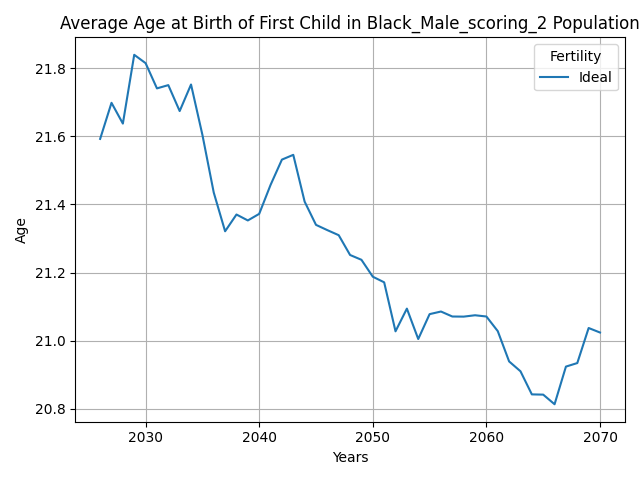 Average Age at Birth of First Child in Black_Male_scoring_2 Population
Fertility
Ideal
21.8
21.6
21.4
21.2
21.0
20.8
Age
2030 2040 2050 2060 2070
Years